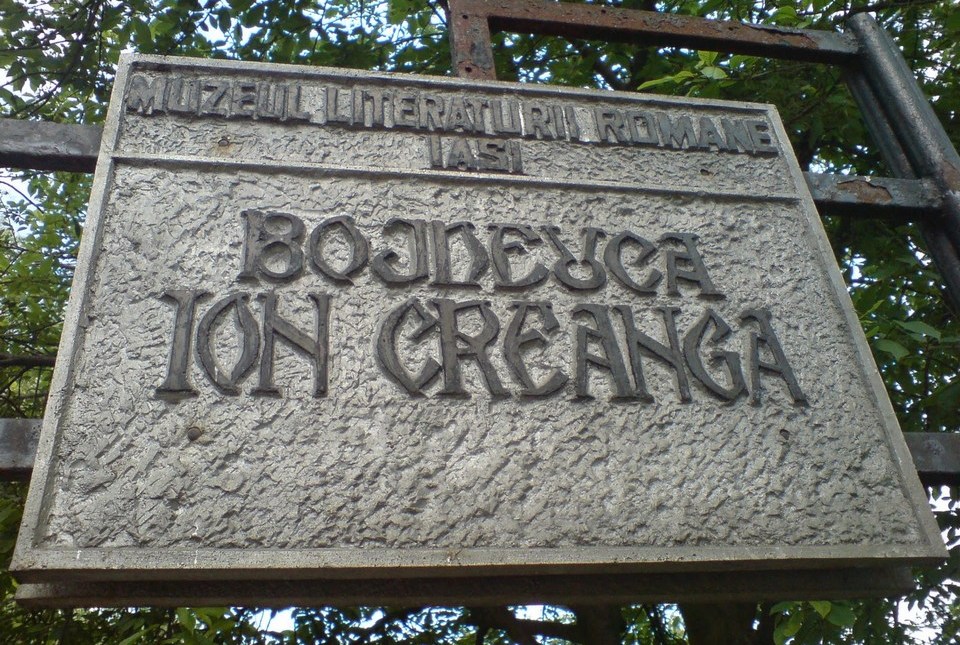 MUZEUL LITERATURII ROMANE
IASI
BOJDEUCA
ION CREANGA